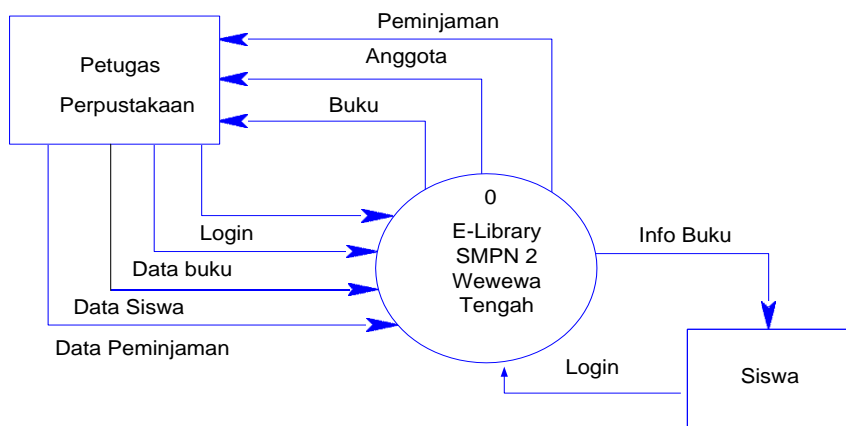 Peminjaman
Petugas
Perpustakaan
Anggota
Buku
0
E-Library
SMPN 2
Wewewa
Tengah
Login
Data buku
Data Siswa
Data Peminjaman
Info Buku
Login
Siswa